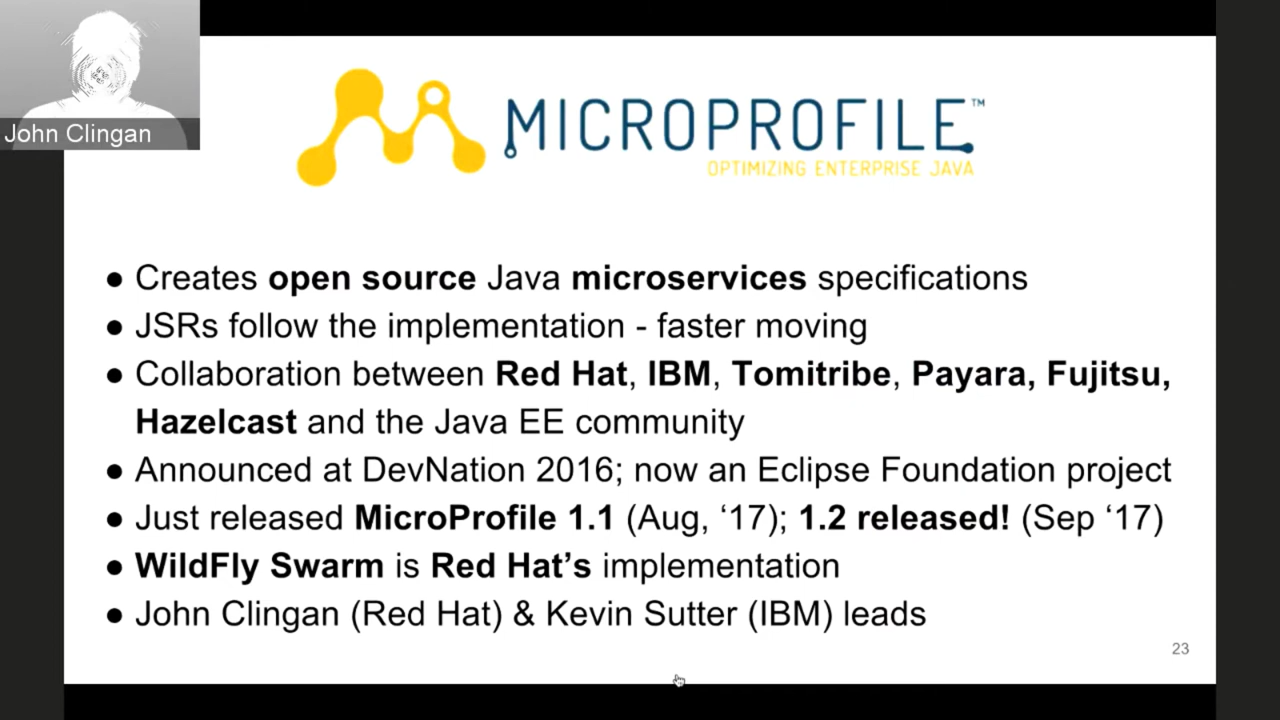 John Clingan
MICROPROFILE™
OPTIMIZING ENTERPRISE JAVA
● Creates open source Java microservices specifications
● JSRs follow the implementation - faster moving
● Collaboration between Red Hat, IBM, Tomitribe, Payara, Fujitsu,
Hazelcast and the Java EE community
● Announced at DevNation 2016; now an Eclipse Foundation project
● Just released MicroProfile 1.1 (Aug, ‘17); 1.2 released! (Sep ‘17)
● WildFly Swarm is Red Hat’s implementation
● John Clingan (Red Hat) & Kevin Sutter (IBM) leads
23